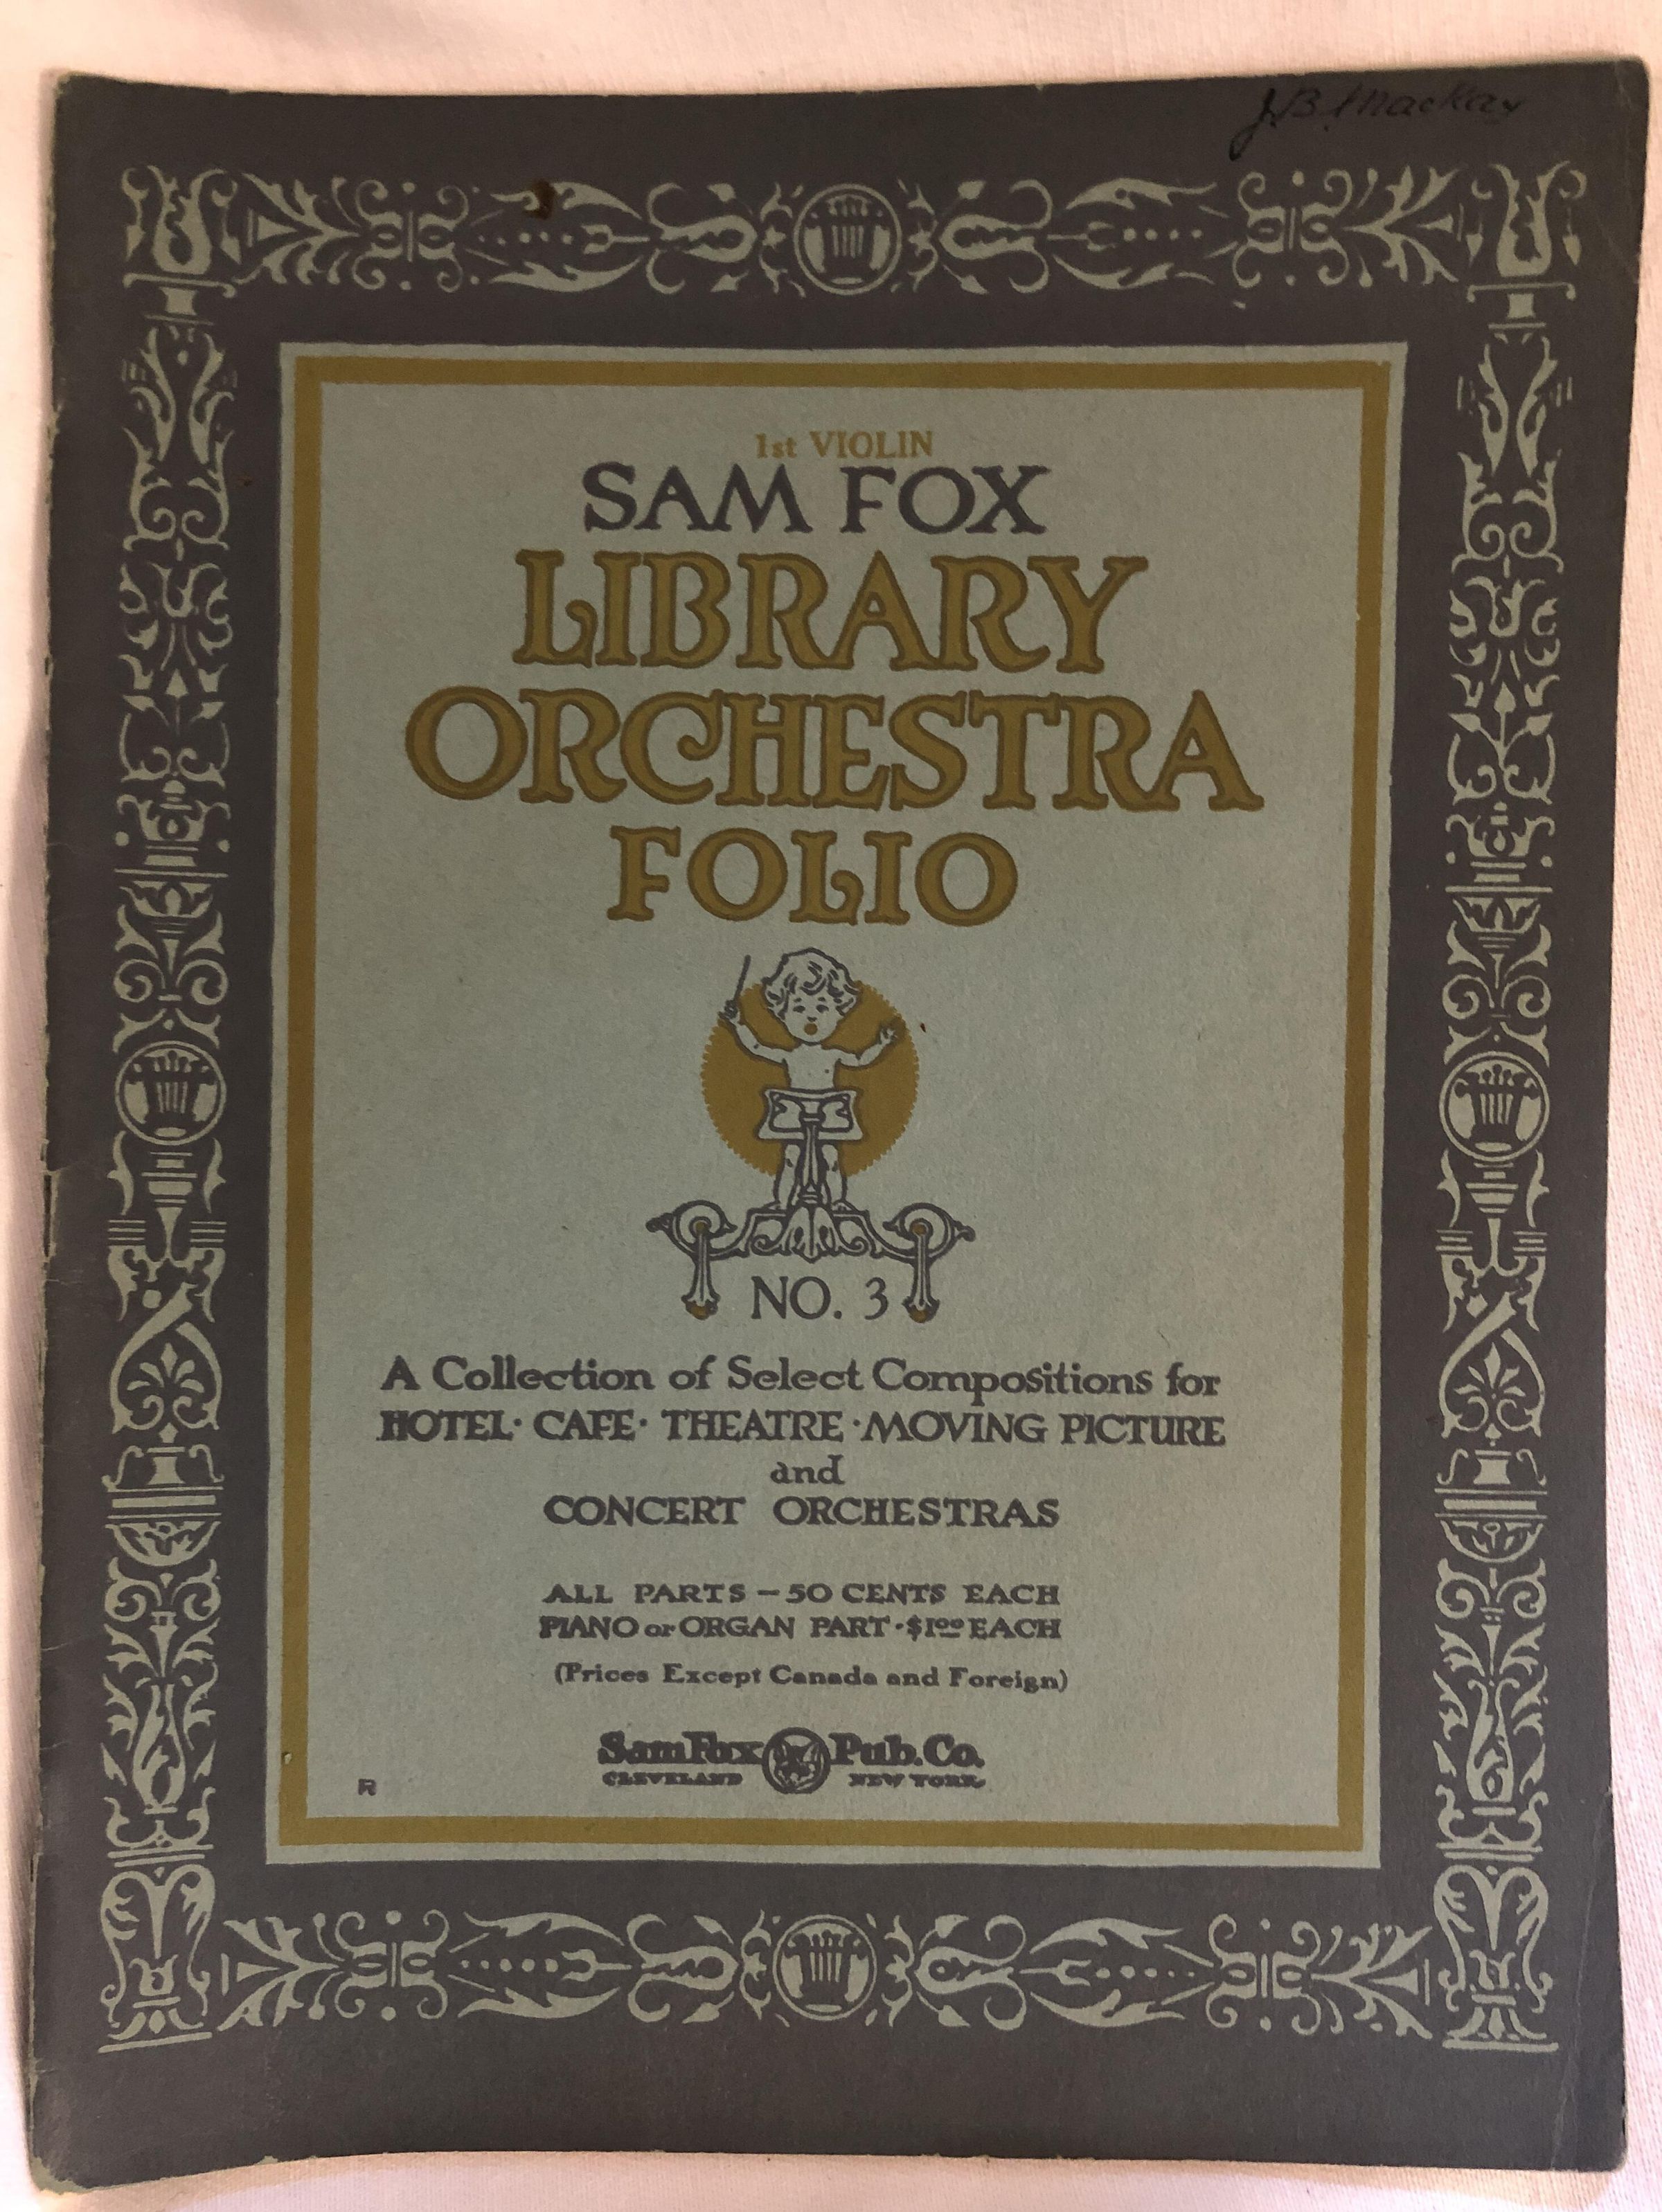 J.B. MacKay
1st VIOLIN
SAM FOX
LIBRARY
ORCHESTRA
FOLIO
NO. 3
A Collection of Select Compositions for
HOTEL · CAFE · THEATRE · MOVING PICTURE
and
CONCERT ORCHESTRAS
ALL PARTS — 50 CENTS EACH
PIANO or ORGAN PART · $1.00 EACH
(Prices Except Canada and Foreign)
Sam Fox Pub. Co.
CLEVELAND NEW YORK
R